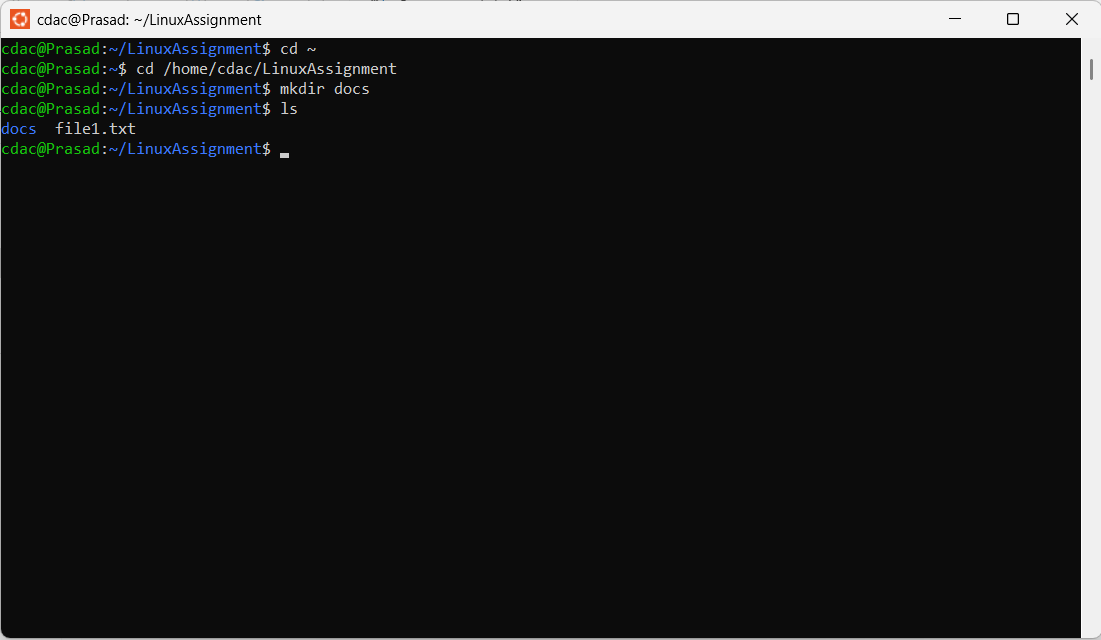 cdac@Prasad: ~/LinuxAssignment
cdac@Prasad:~/LinuxAssignment$ cd ~
cdac@Prasad:~$ cd /home/cdac/LinuxAssignment
cdac@Prasad:~/LinuxAssignment$ mkdir docs
cdac@Prasad:~/LinuxAssignment$ ls
docs  file1.txt
cdac@Prasad:~/LinuxAssignment$